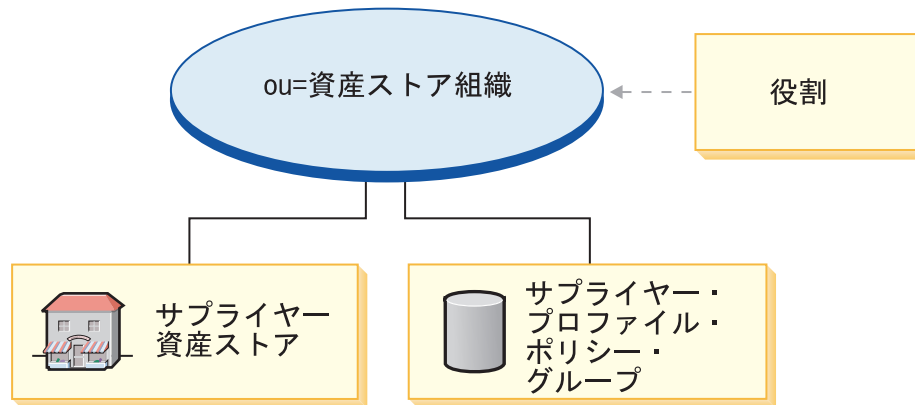 ou=資産ストア組織
役割
サプライヤー
資産ストア
サプライヤー・
プロファイル・
ポリシー・
グループ